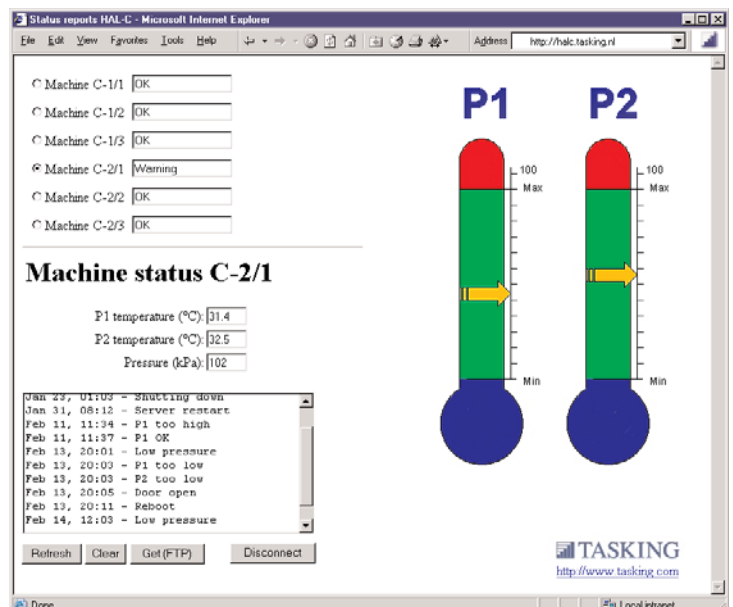 Status reports HAL-C - Microsoft Internet Explorer
File Edit View Favorites Tools Help
Address http://halc.tasking.nl
Machine C-1/1 OK
Machine C-1/2 OK
Machine C-1/3 OK
Machine C-2/1 Warning
Machine C-2/2 OK
Machine C-2/3 OK
P1 P2
100 100
Max Max
Min Min
Machine status C-2/1
P1 temperature (°C): 31.4
P2 temperature (°C): 32.5
Pressure (kPa): 102
Jan 23, 01:03 - Shutting down
Jan 31, 08:12 - Server restart
Feb 11, 11:34 - P1 too high
Feb 11, 11:37 - P1 OK
Feb 13, 20:01 - Low pressure
Feb 13, 20:03 - P1 too low
Feb 13, 20:03 - P2 too low
Feb 13, 20:05 - Door open
Feb 13, 20:11 - Reboot
Feb 14, 12:03 - Low pressure
Refresh Clear Get (FTP) Disconnect
TASKING
http://www.tasking.com
Done Local intranet